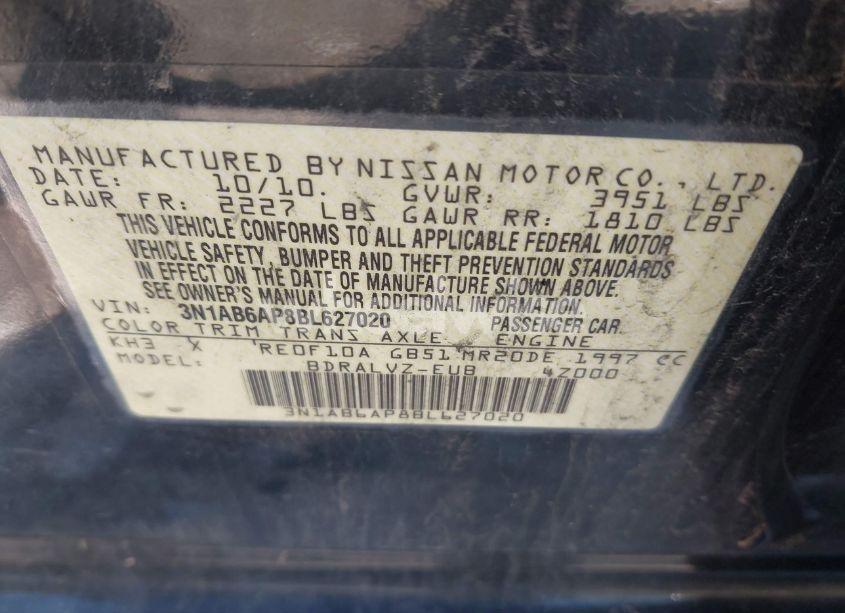 MANUFACTURED BY NISSAN MOTOR CO., LTD.
DATE: 10/10. GVWR: 3951 LBS
GAWR FR: 2227 LBS GAWR RR: 1810 LBS
THIS VEHICLE CONFORMS TO ALL APPLICABLE FEDERAL MOTOR
VEHICLE SAFETY, BUMPER AND THEFT PREVENTION STANDARDS
IN EFFECT ON THE DATE OF MANUFACTURE SHOWN ABOVE.
SEE OWNER'S MANUAL FOR ADDITIONAL INFORMATION.
VIN: 3N1AB6AP8BL627020 PASSENGER CAR.
COLOR TRIM TRANS AXLE ENGINE
KH3 X RE0F10A GB51 MR20DE 1997 CC
MODEL: BDRALVZ-EUB 4Z000
3N1AB6AP8BL627020